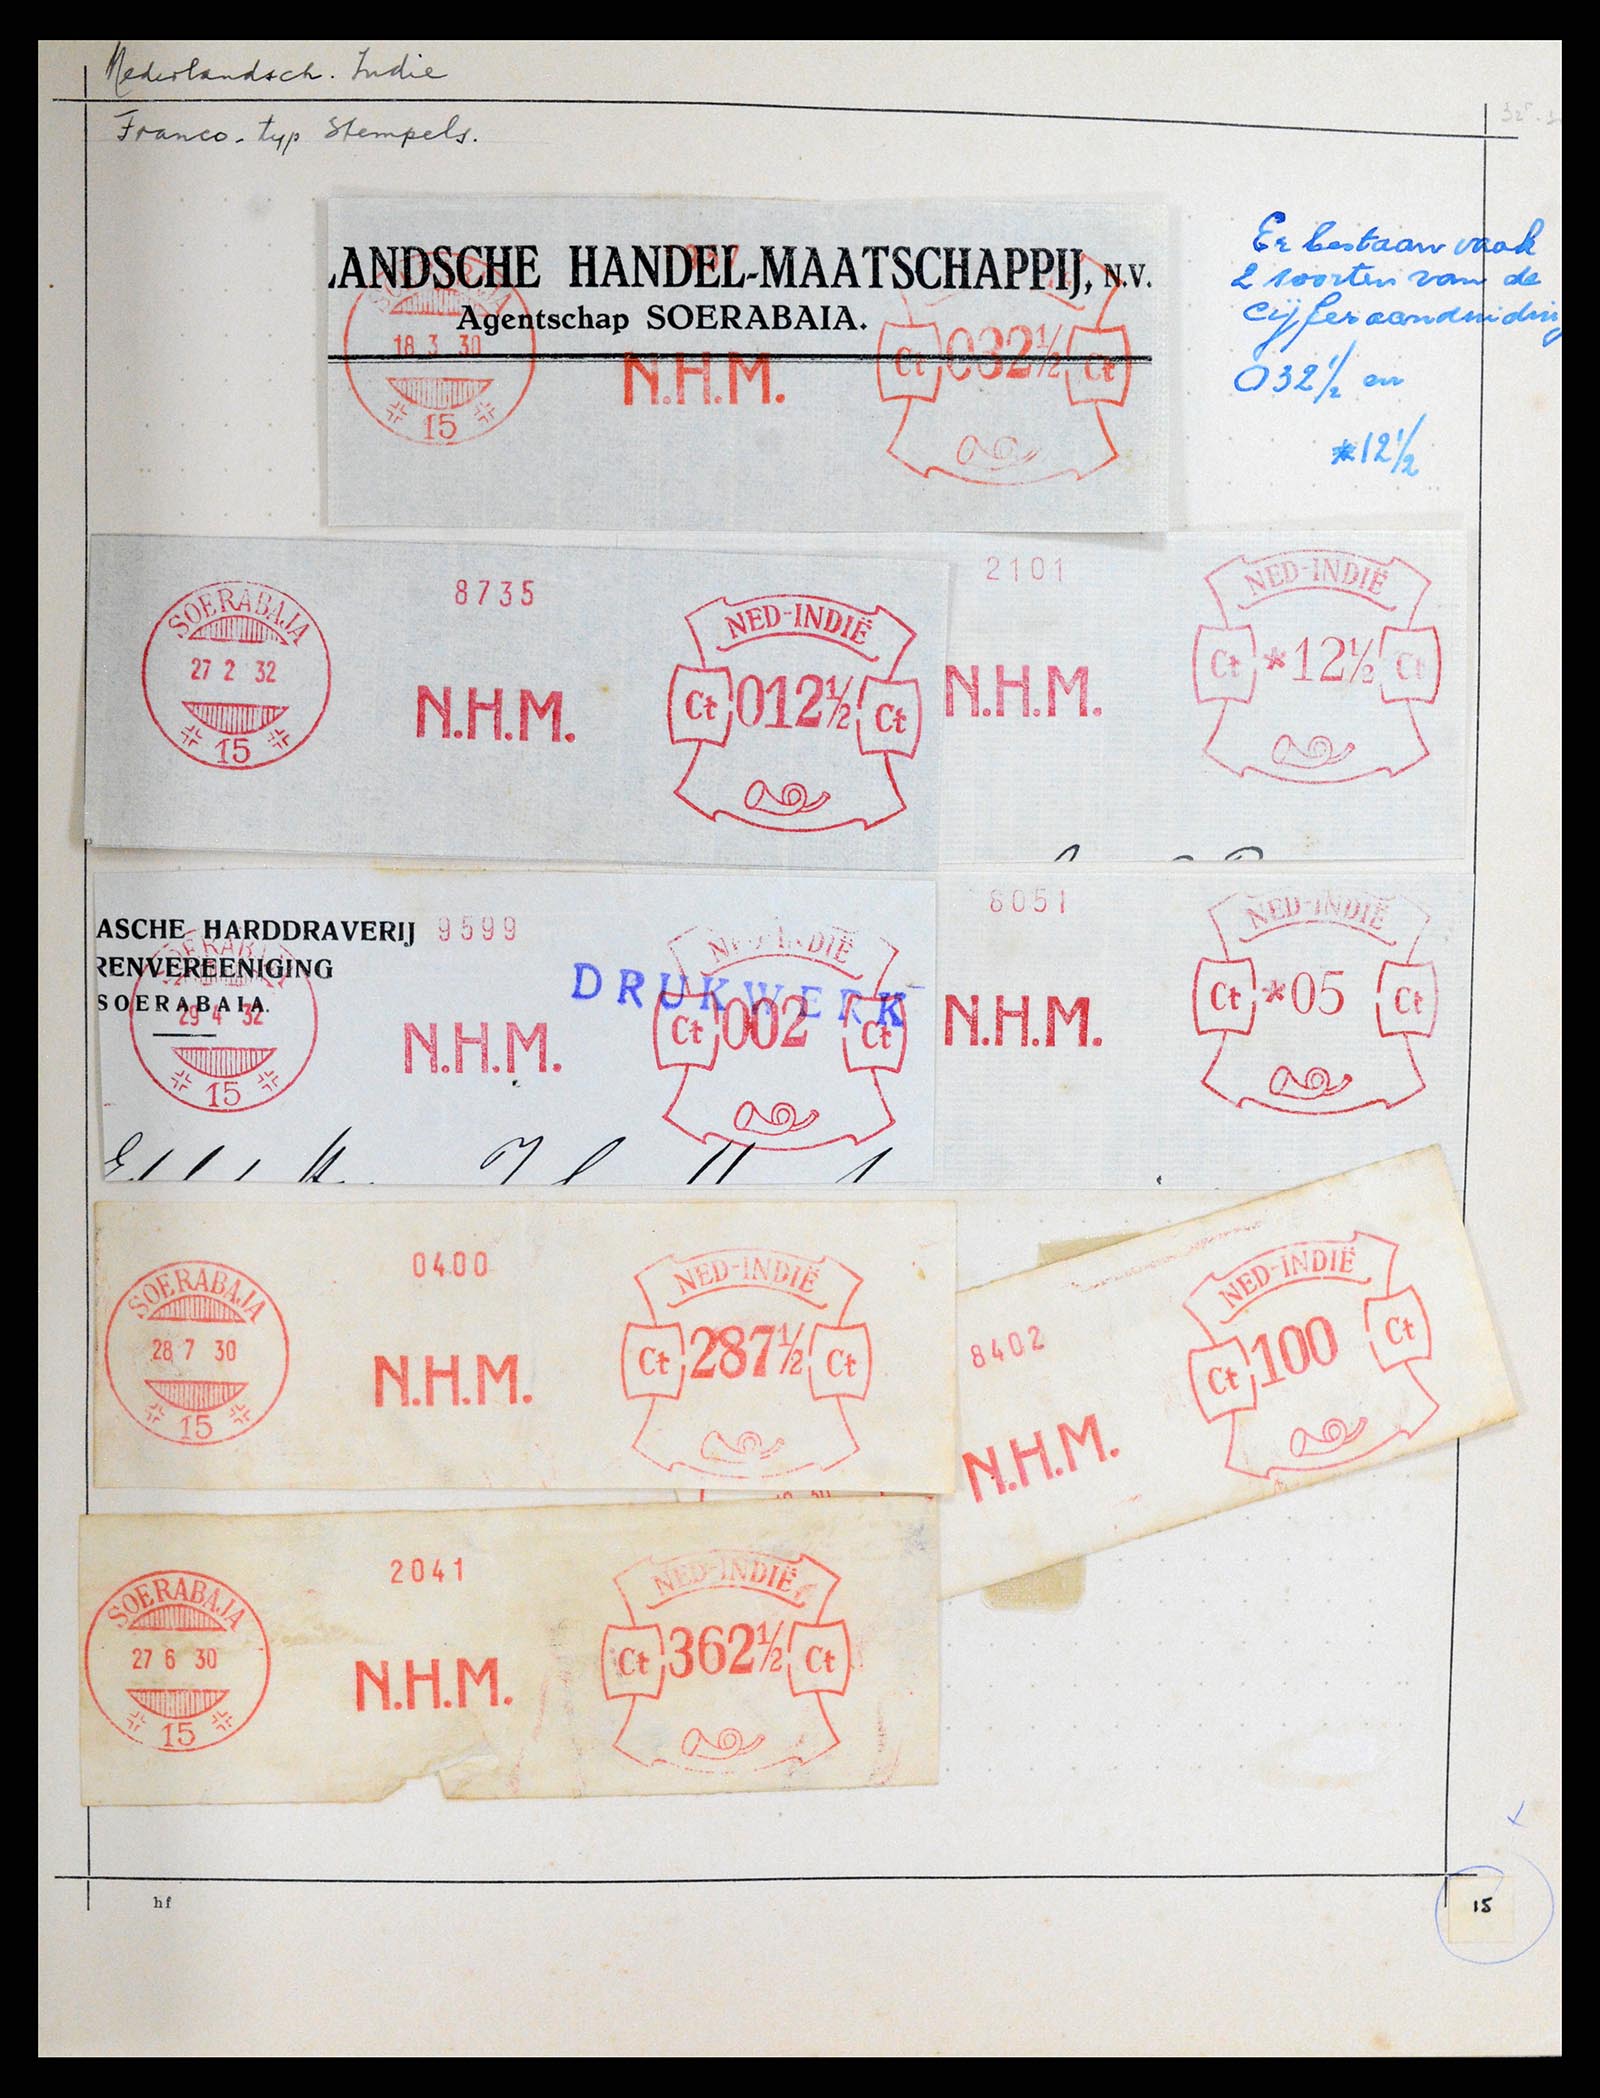 Nederlandsch. Indie
Franco-typ Stempels.
LANDSCHE HANDEL-MAATSCHAPPIJ, N.V.
Agentschap SOERABAIA.
18 3 30
15
N.H.M.
Ct 032½ Ct
Er bestaan vaak
2 soorten van de
cijferaanduiding
032½ en
*12½
SOERABAJA
27 2 32
15
8735
N.H.M.
NED-INDIË
Ct 012½ Ct
2101
N.H.M.
NED-INDIË
Ct *12½ Ct
ASCHE HARDDRAVERIJ
RENVEREENIGING
SOERABAIA.
29 4 32
15
9599
N.H.M.
DRUKWERK
NED-INDIË
Ct 002 Ct
6051
N.H.M.
NED-INDIË
Ct *05 Ct
SOERABAJA
28 7 30
15
0400
N.H.M.
NED-INDIË
Ct 287½ Ct
8402
N.H.M.
NED-INDIË
Ct 100 Ct
SOERABAJA
27 6 30
15
2041
N.H.M.
NED-INDIË
Ct 362½ Ct
hf
15